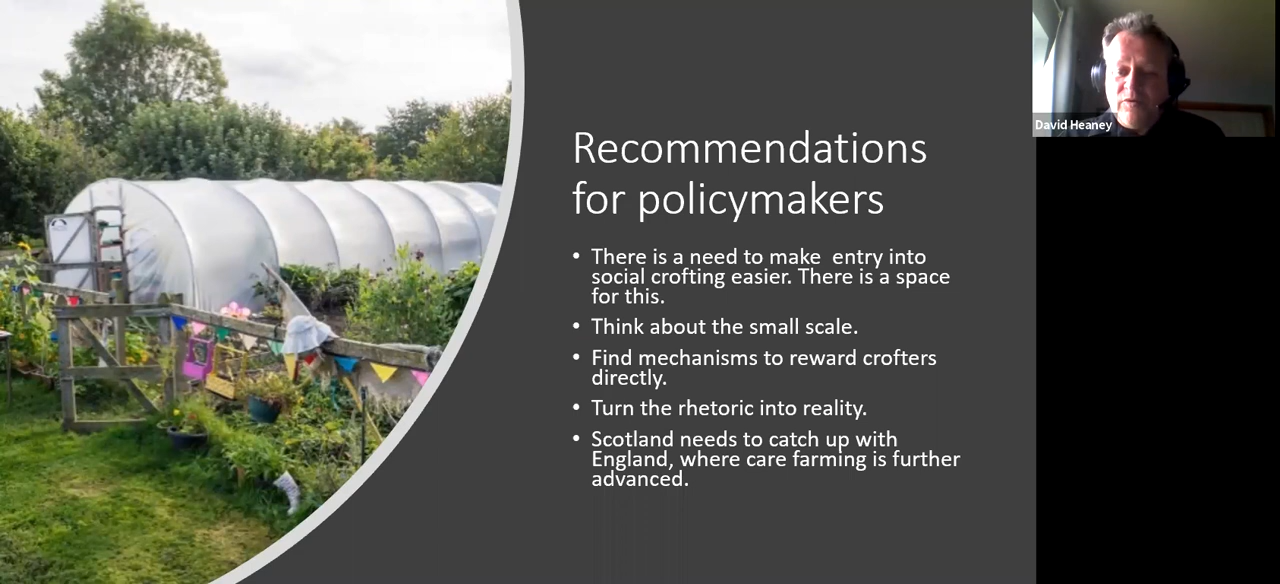 Recommendations
for policymakers
• There is a need to make  entry into
social crofting easier. There is a space
for this.
• Think about the small scale.
• Find mechanisms to reward crofters
directly.
• Turn the rhetoric into reality.
• Scotland needs to catch up with
England, where care farming is further
advanced.
David Heaney